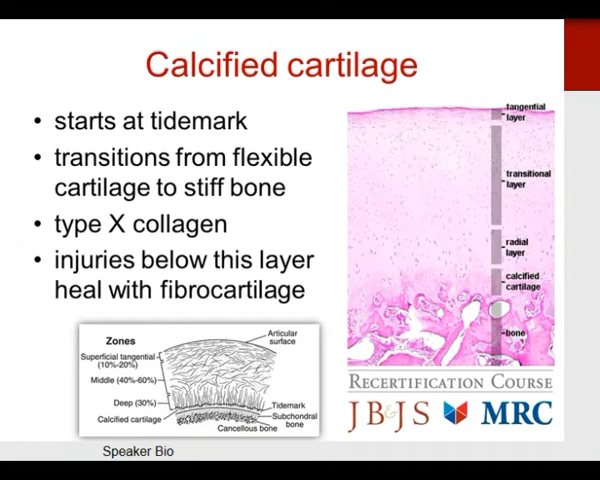 Calcified cartilage
• starts at tidemark
• transitions from flexible
cartilage to stiff bone
• type X collagen
• injuries below this layer
heal with fibrocartilage
tangential
layer
transitional
layer
radial
layer
calcified
cartilage
bone
Zones
Articular
surface
Superficial tangential
(10%-20%)
Middle (40%-60%)
Deep (30%)
Calcified cartilage
Tidemark
Subchondral
bone
Cancellous bone
RECERTIFICATION COURSE
JB&JS MRC
Speaker Bio